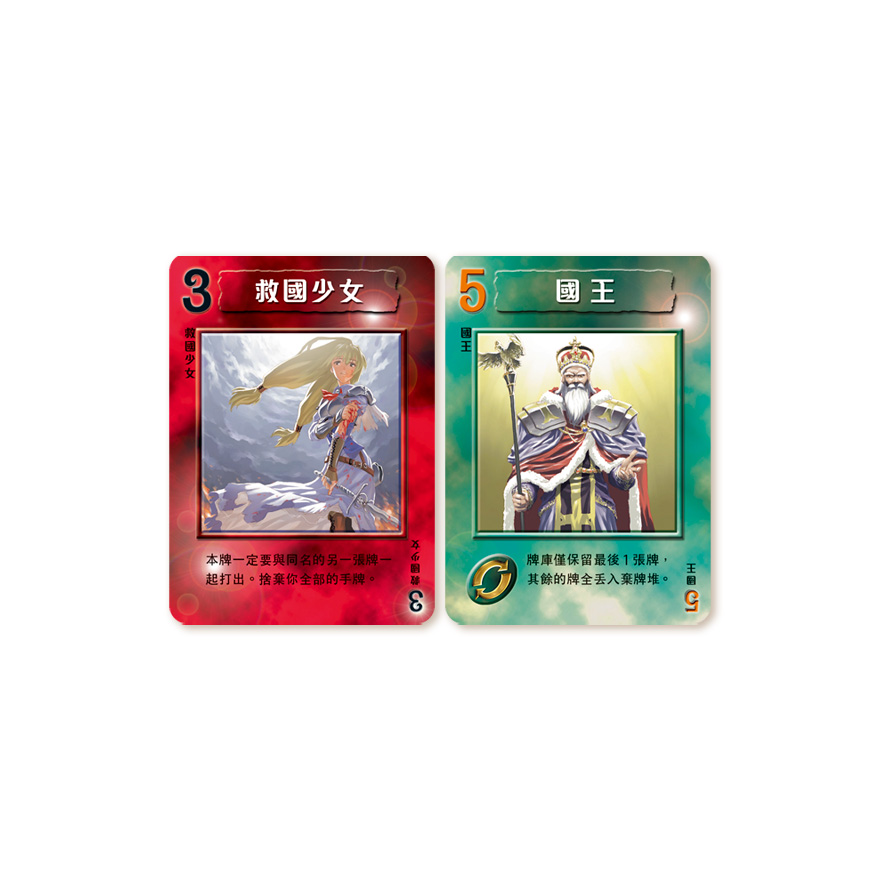 3
救國少女
救國少女
本牌一定要與同名的另一張牌一
起打出。捨棄你全部的手牌。
救國少女
3
5
國王
國王
牌庫僅保留最後1張牌，
其餘的牌全丟入棄牌堆。
國王
5